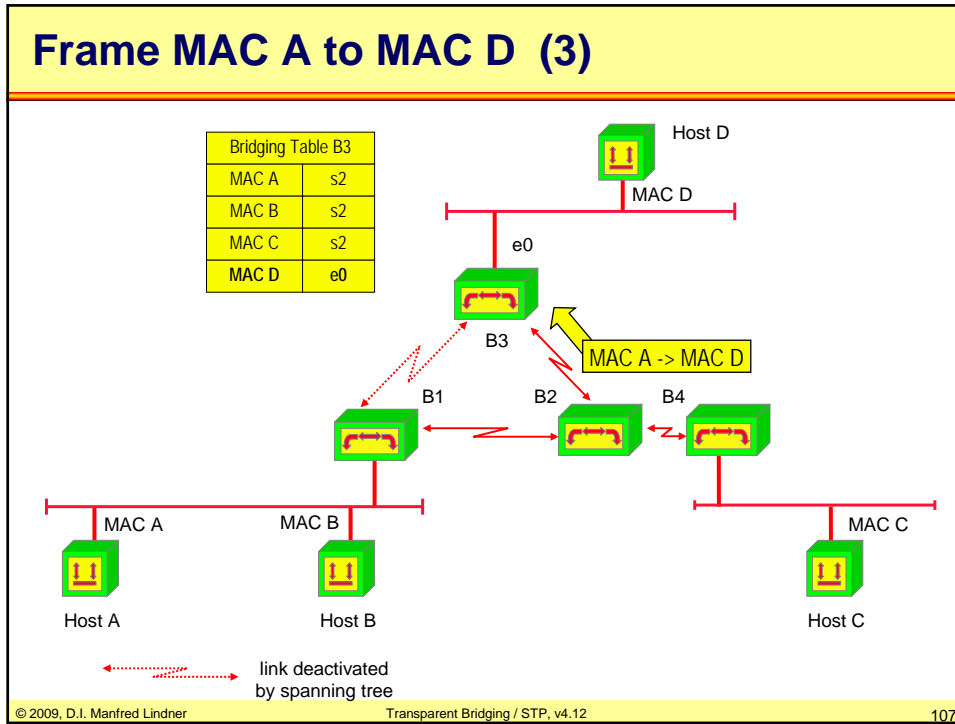 Frame MAC A to MAC D (3)
Host D
Bridging Table B3
MAC A s2
MAC B s2
MAC C s2
MAC D e0
MAC D
e0
B3
MAC A -> MAC D
B1
B2
B4
MAC A
MAC B
MAC C
Host A
Host B
Host C
link deactivated
by spanning tree
© 2009, D.I. Manfred Lindner
Transparent Bridging / STP, v4.12
107